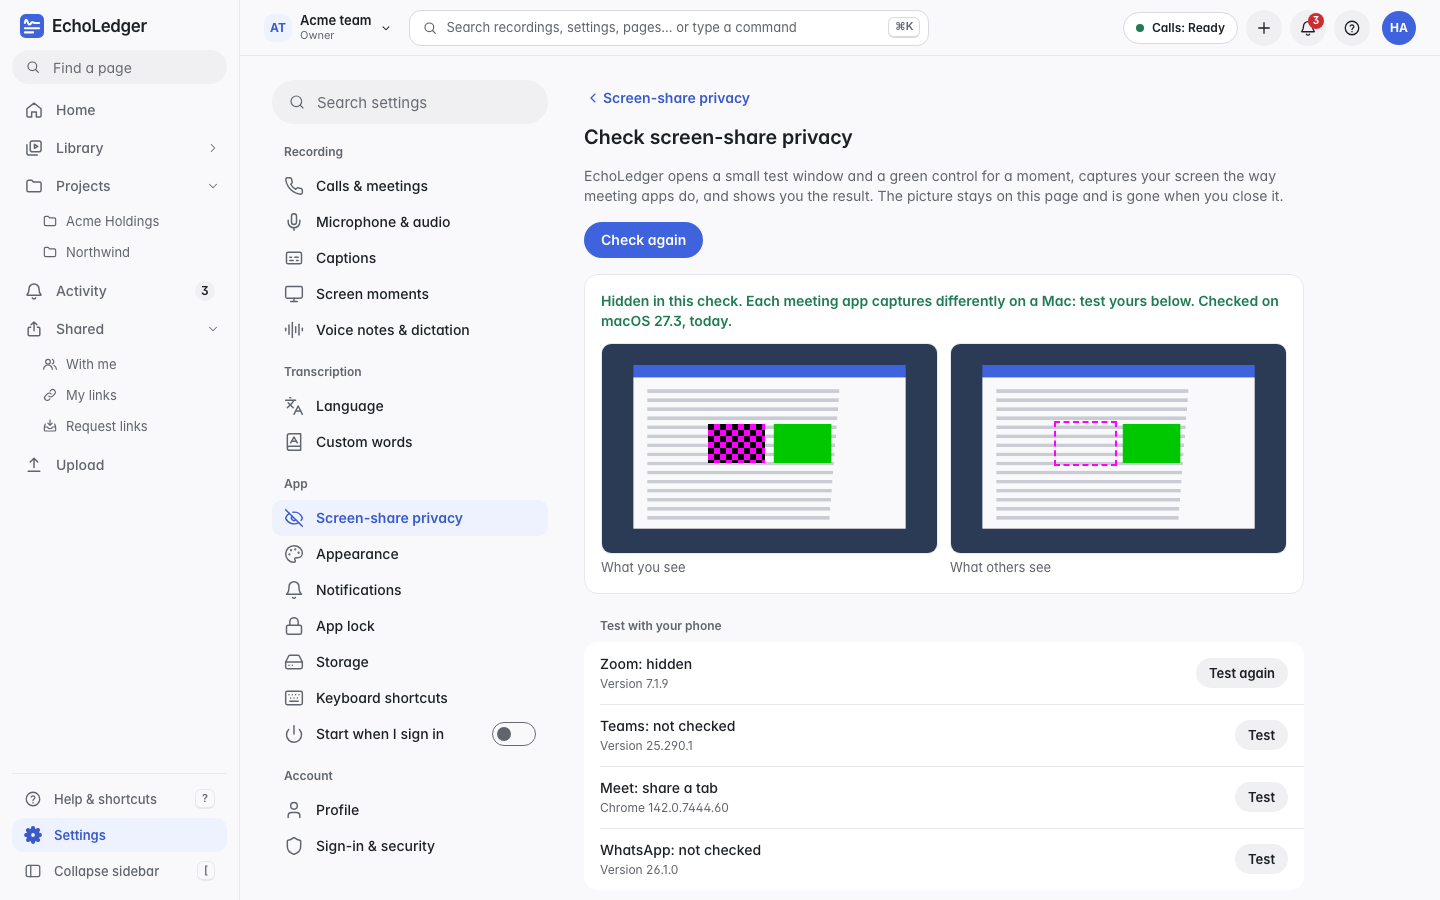 EchoLedger
Find a page
Home
Library
Projects
Acme Holdings
Northwind
Activity
3
Shared
With me
My links
Request links
Upload
Help & shortcuts
?
Settings
Collapse sidebar
[
AT
Acme team
Owner
Search recordings, settings, pages... or type a command
⌘K
Calls: Ready
3
HA
Search settings
Recording
Calls & meetings
Microphone & audio
Captions
Screen moments
Voice notes & dictation
Transcription
Language
Custom words
App
Screen-share privacy
Appearance
Notifications
App lock
Storage
Keyboard shortcuts
Start when I sign in
Account
Profile
Sign-in & security
Screen-share privacy
Check screen-share privacy
EchoLedger opens a small test window and a green control for a moment, captures your screen the way
meeting apps do, and shows you the result. The picture stays on this page and is gone when you close it.
Check again
Hidden in this check. Each meeting app captures differently on a Mac: test yours below. Checked on
macOS 27.3, today.
What you see
What others see
Test with your phone
Zoom: hidden
Version 7.1.9
Test again
Teams: not checked
Version 25.290.1
Test
Meet: share a tab
Chrome 142.0.7444.60
Test
WhatsApp: not checked
Version 26.1.0
Test